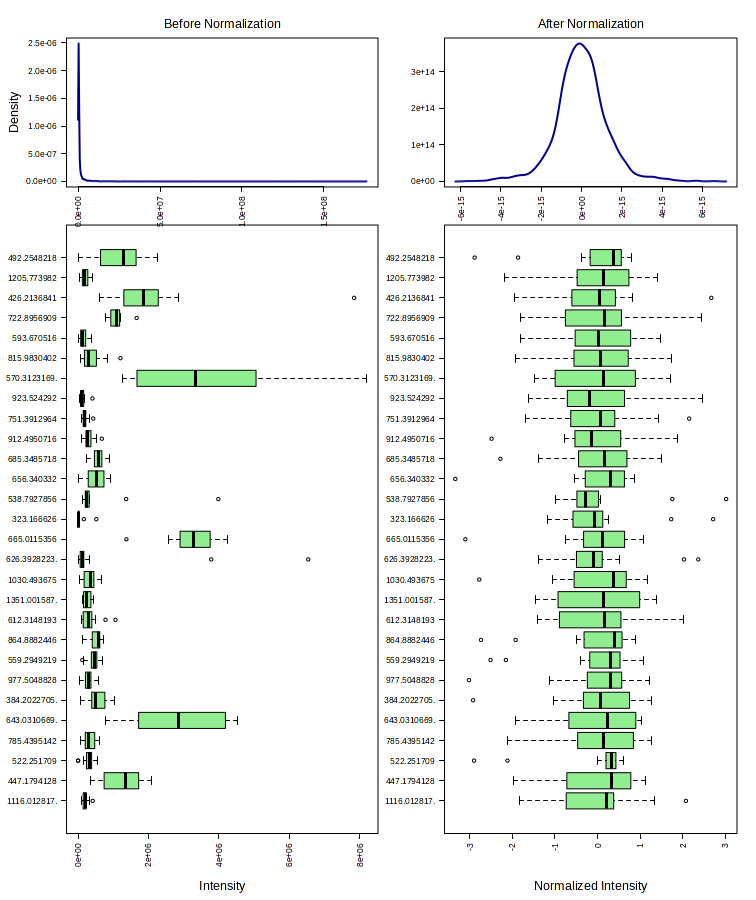 Before Normalization
After Normalization
Density
2.5e-06
2.0e-06
1.5e-06
1.0e-06
5.0e-07
0.0e+00
3e+14
2e+14
1e+14
0e+00
0.0e+00
5.0e+07
1.0e+08
1.5e+08
-6e-15
-4e-15
-2e-15
0e+00
2e-15
4e-15
6e-15
492.2548218
1205.773982
426.2136841
722.8956909
593.670516
815.9830402
570.3123169.
923.524292
751.3912964
912.4950716
685.3485718
656.340332
538.7927856
323.166626
665.0115356
626.3928223.
1030.493675
1351.001587.
612.3148193
864.8882446
559.2949219
977.5048828
384.2022705.
643.0310669.
785.4395142
522.251709
447.1794128
1116.012817.
492.2548218
1205.773982
426.2136841
722.8956909
593.670516
815.9830402
570.3123169.
923.524292
751.3912964
912.4950716
685.3485718
656.340332
538.7927856
323.166626
665.0115356
626.3928223.
1030.493675
1351.001587.
612.3148193
864.8882446
559.2949219
977.5048828
384.2022705.
643.0310669.
785.4395142
522.251709
447.1794128
1116.012817.
0e+00
2e+06
4e+06
6e+06
8e+06
-3
-2
-1
0
1
2
3
Intensity
Normalized Intensity